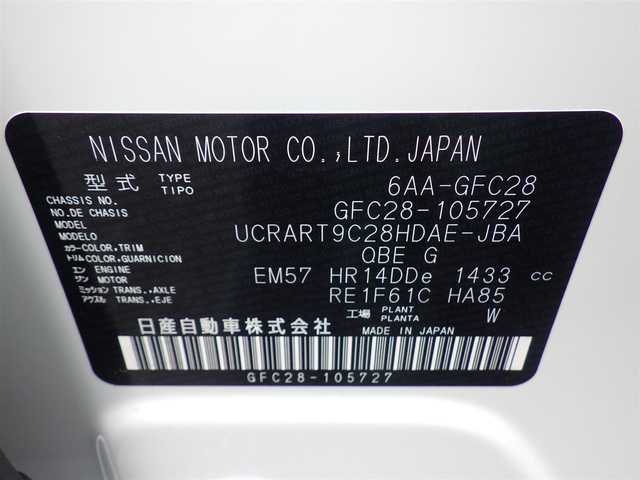 NISSAN MOTOR CO.,LTD.JAPAN
型式 TYPE TIPO 6AA-GFC28
CHASSIS NO. NO.DE CHASSIS GFC28-105727
MODEL MODELO UCRART9C28HDAE-JBA
カラー COLOR,TRIM トリム COLOR,GUARNICION QBE G
エンジン ENGINE MOTOR EM57 HR14DDe 1433 cc
ミッション TRANS.,AXLE アクスル TRANS.,EJE RE1F61C HA85
工場 PLANT PLANTA W
日産自動車株式会社 MADE IN JAPAN
GFC28-105727